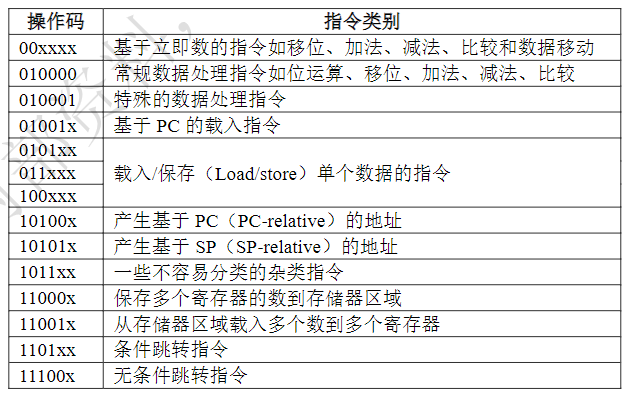 操作码 指令类别
00xxxx 基于立即数的指令如移位、加法、减法、比较和数据移动
010000 常规数据处理指令如位运算、移位、加法、减法、比较
010001 特殊的数据处理指令
01001x 基于 PC 的载入指令
0101xx
011xxx 载入/保存（Load/store）单个数据的指令
100xxx
10100x 产生基于 PC（PC-relative）的地址
10101x 产生基于 SP（SP-relative）的地址
1011xx 一些不容易分类的杂类指令
11000x 保存多个寄存器的数到存储器区域
11001x 从存储器区域载入多个数到多个寄存器
1101xx 条件跳转指令
11100x 无条件跳转指令